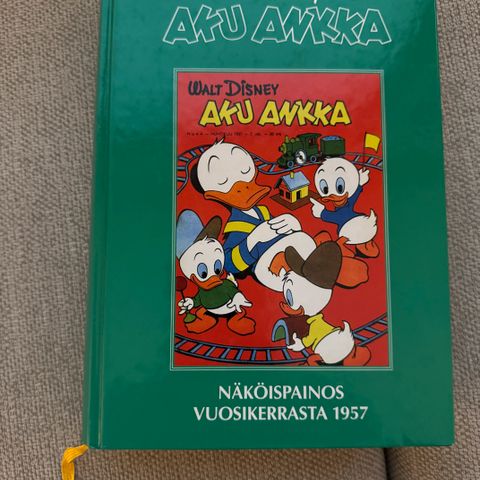 AKU ANKKA
WALT DISNEY
AKU ANKKA
NÄKÖISPAINOS
VUOSIKERRASTA 1957